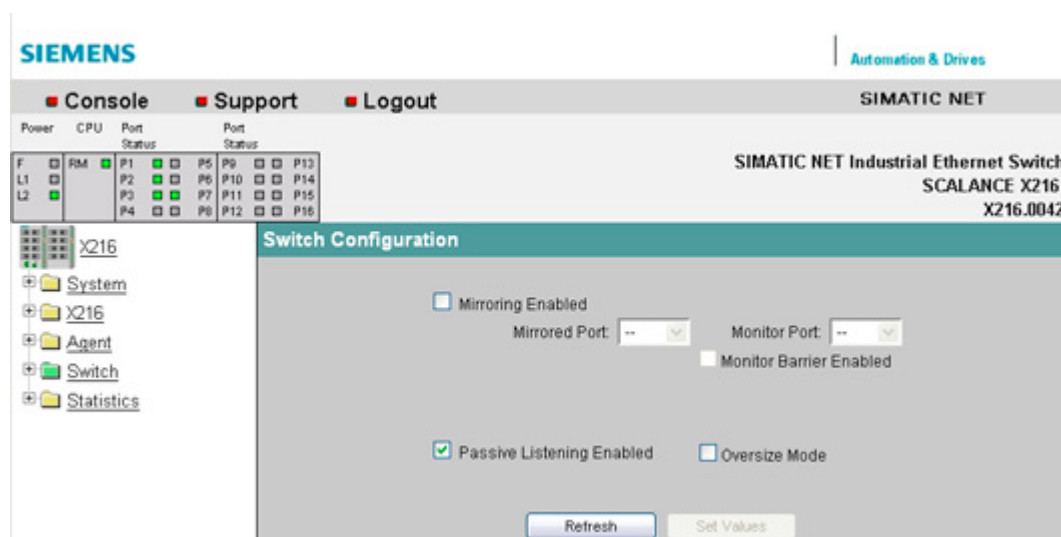 SIEMENS
Automation & Drives
Console Support Logout SIMATIC NET
Power CPU Port Status Port Status
F RM P1 P5 P9 P13
L1 P2 P6 P10 P14
L2 P3 P7 P11 P15
P4 P8 P12 P16
SIMATIC NET Industrial Ethernet Switch
SCALANCE X216
X216.0042
X216
System
X216
Agent
Switch
Statistics
Switch Configuration
Mirroring Enabled
Mirrored Port: -- Monitor Port: --
Monitor Barrier Enabled
Passive Listening Enabled Oversize Mode
Refresh Set Values